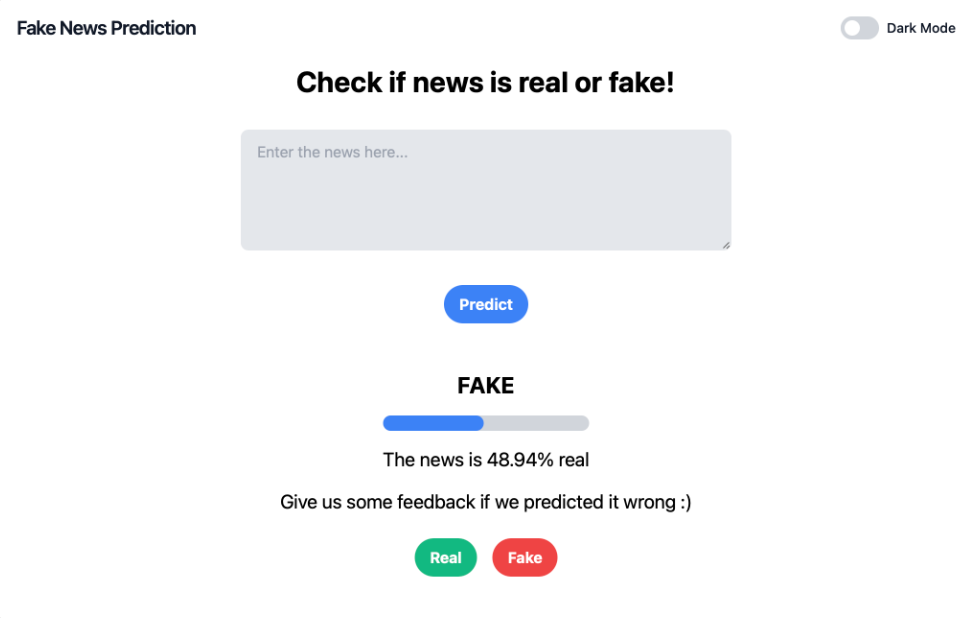 Fake News Prediction
Dark Mode
Check if news is real or fake!
Enter the news here...
Predict
FAKE
The news is 48.94% real
Give us some feedback if we predicted it wrong :)
Real
Fake